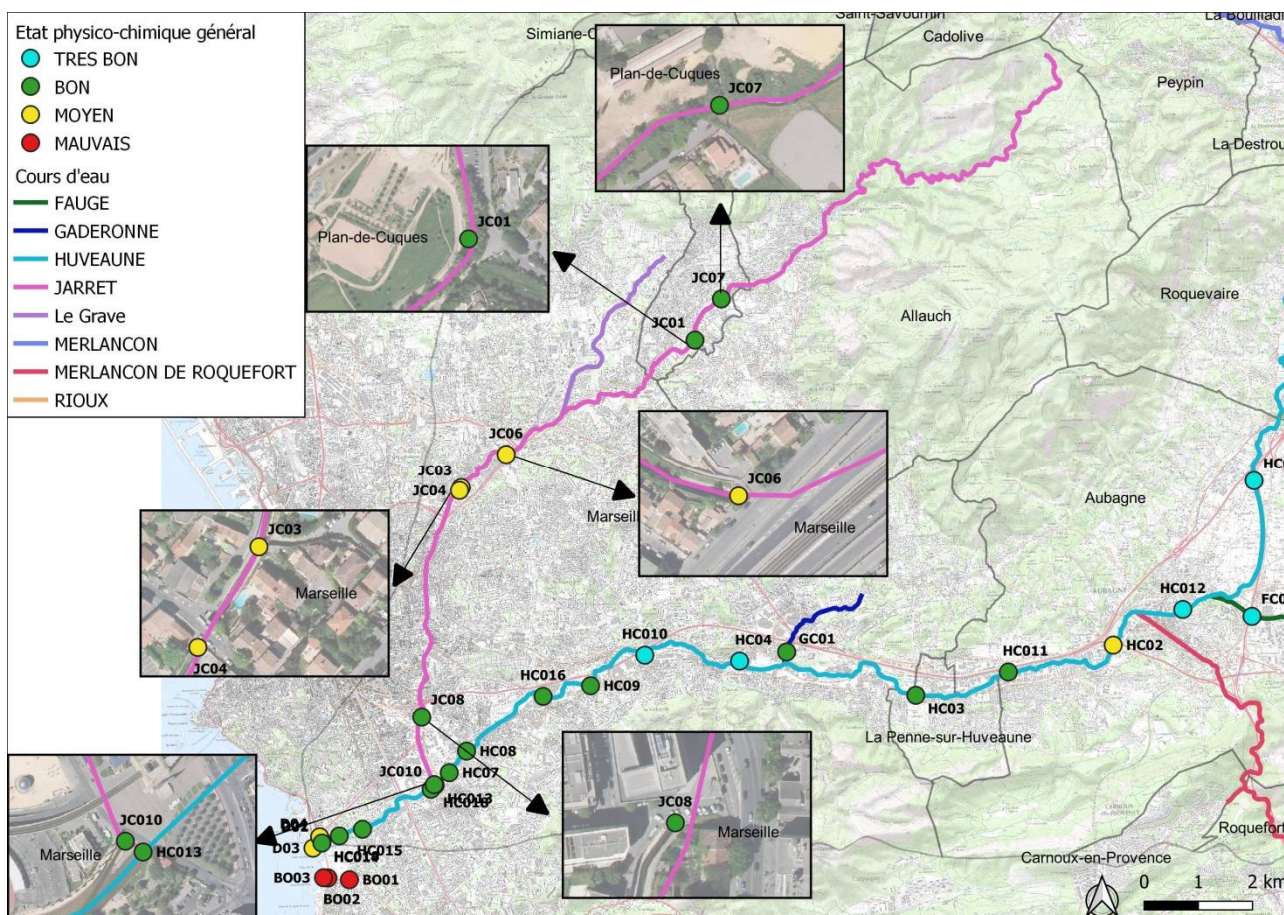 Etat physico-chimique général
TRES BON
BON
MOYEN
MAUVAIS
Cours d'eau
FAUGE
GADERONNE
HUVEAUNE
JARRET
Le Grave
MERLANCON
MERLANCON DE ROQUEFORT
RIOUX
Cadolive
Peypin
Plan-de-Cuques
JC07
JC01
Plan-de-Cuques
JC07
JC01
Roquevaire
Allauch
JC06
JC03
JC04
JC06
Marseille
Aubagne
JC03
Marseille
JC04
HC012
HC010
HC04
GC01
HC011
HC02
HC016
HC09
HC03
JC08
La Penne-sur-Huveaune
HC08
JC010
HC07
HC013
JC08
Marseille
JC010
Marseille
HC013
D03
HC015
BO03
BO01
BO02
Carnoux-en-Provence
0 1 2 km